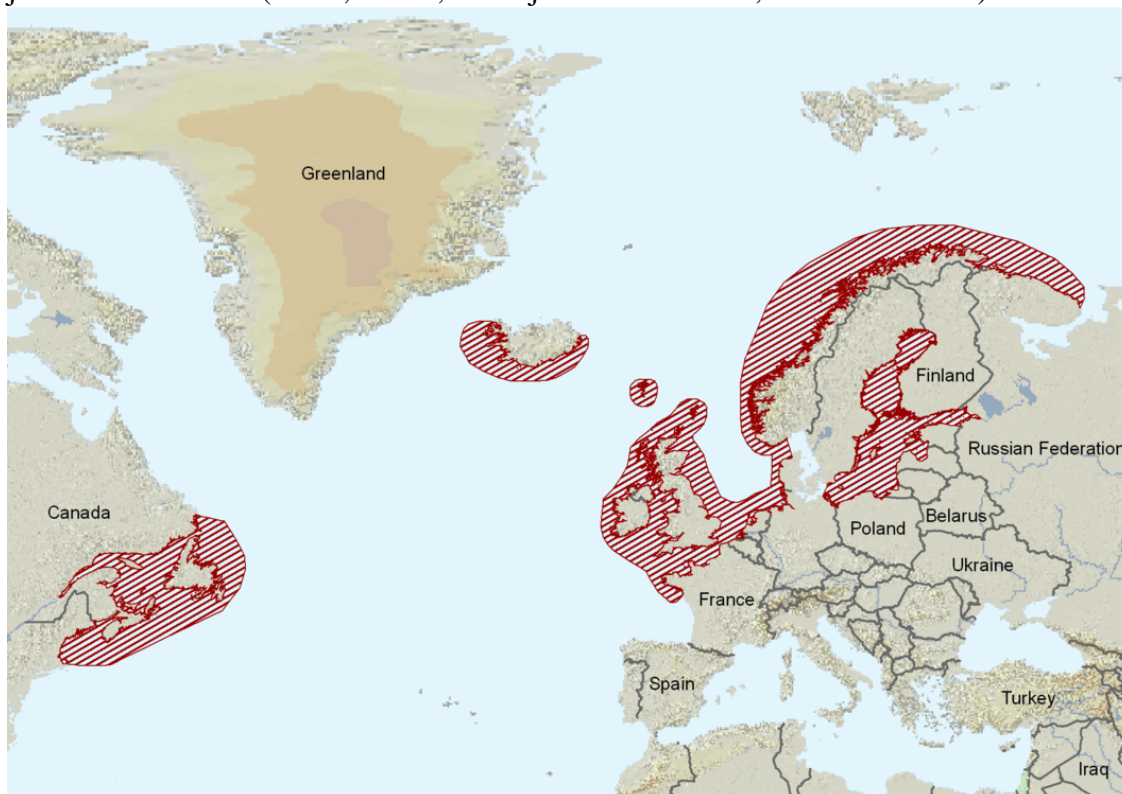 Greenland
Finland
Russian Federation
Canada
Poland
Belarus
Ukraine
France
Spain
Turkey
Iraq